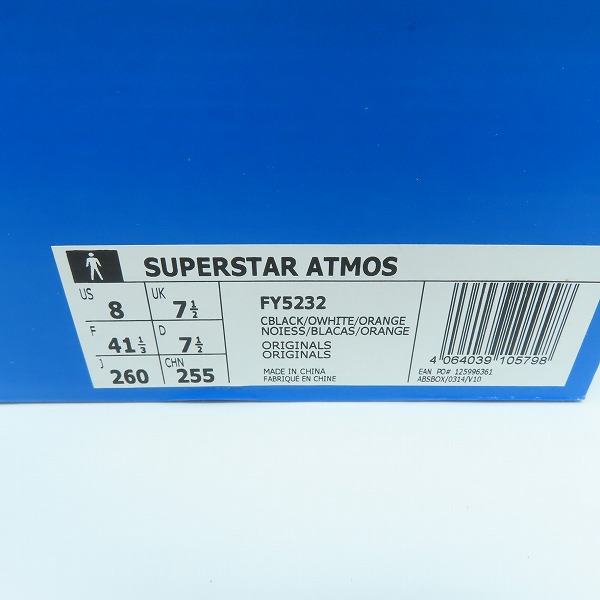 SUPERSTAR ATMOS
US 8 UK 7½
F 41⅓ D 7½
J 260 CHN 255
FY5232
CBLACK/OWHITE/ORANGE
NOIESS/BLACAS/ORANGE
ORIGINALS
ORIGINALS
MADE IN CHINA
FABRIQUE EN CHINE
4 064039 105798
EAN PO# 125996361
ABSBOX/0314/V10